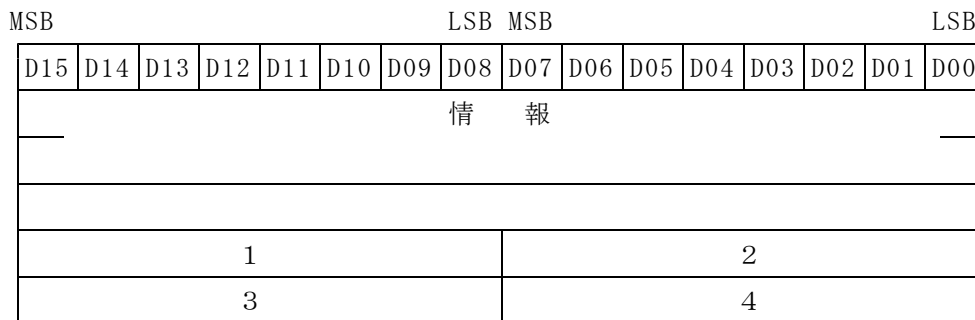 MSB LSB MSB LSB
D15 D14 D13 D12 D11 D10 D09 D08 D07 D06 D05 D04 D03 D02 D01 D00
情　報
1 2
3 4